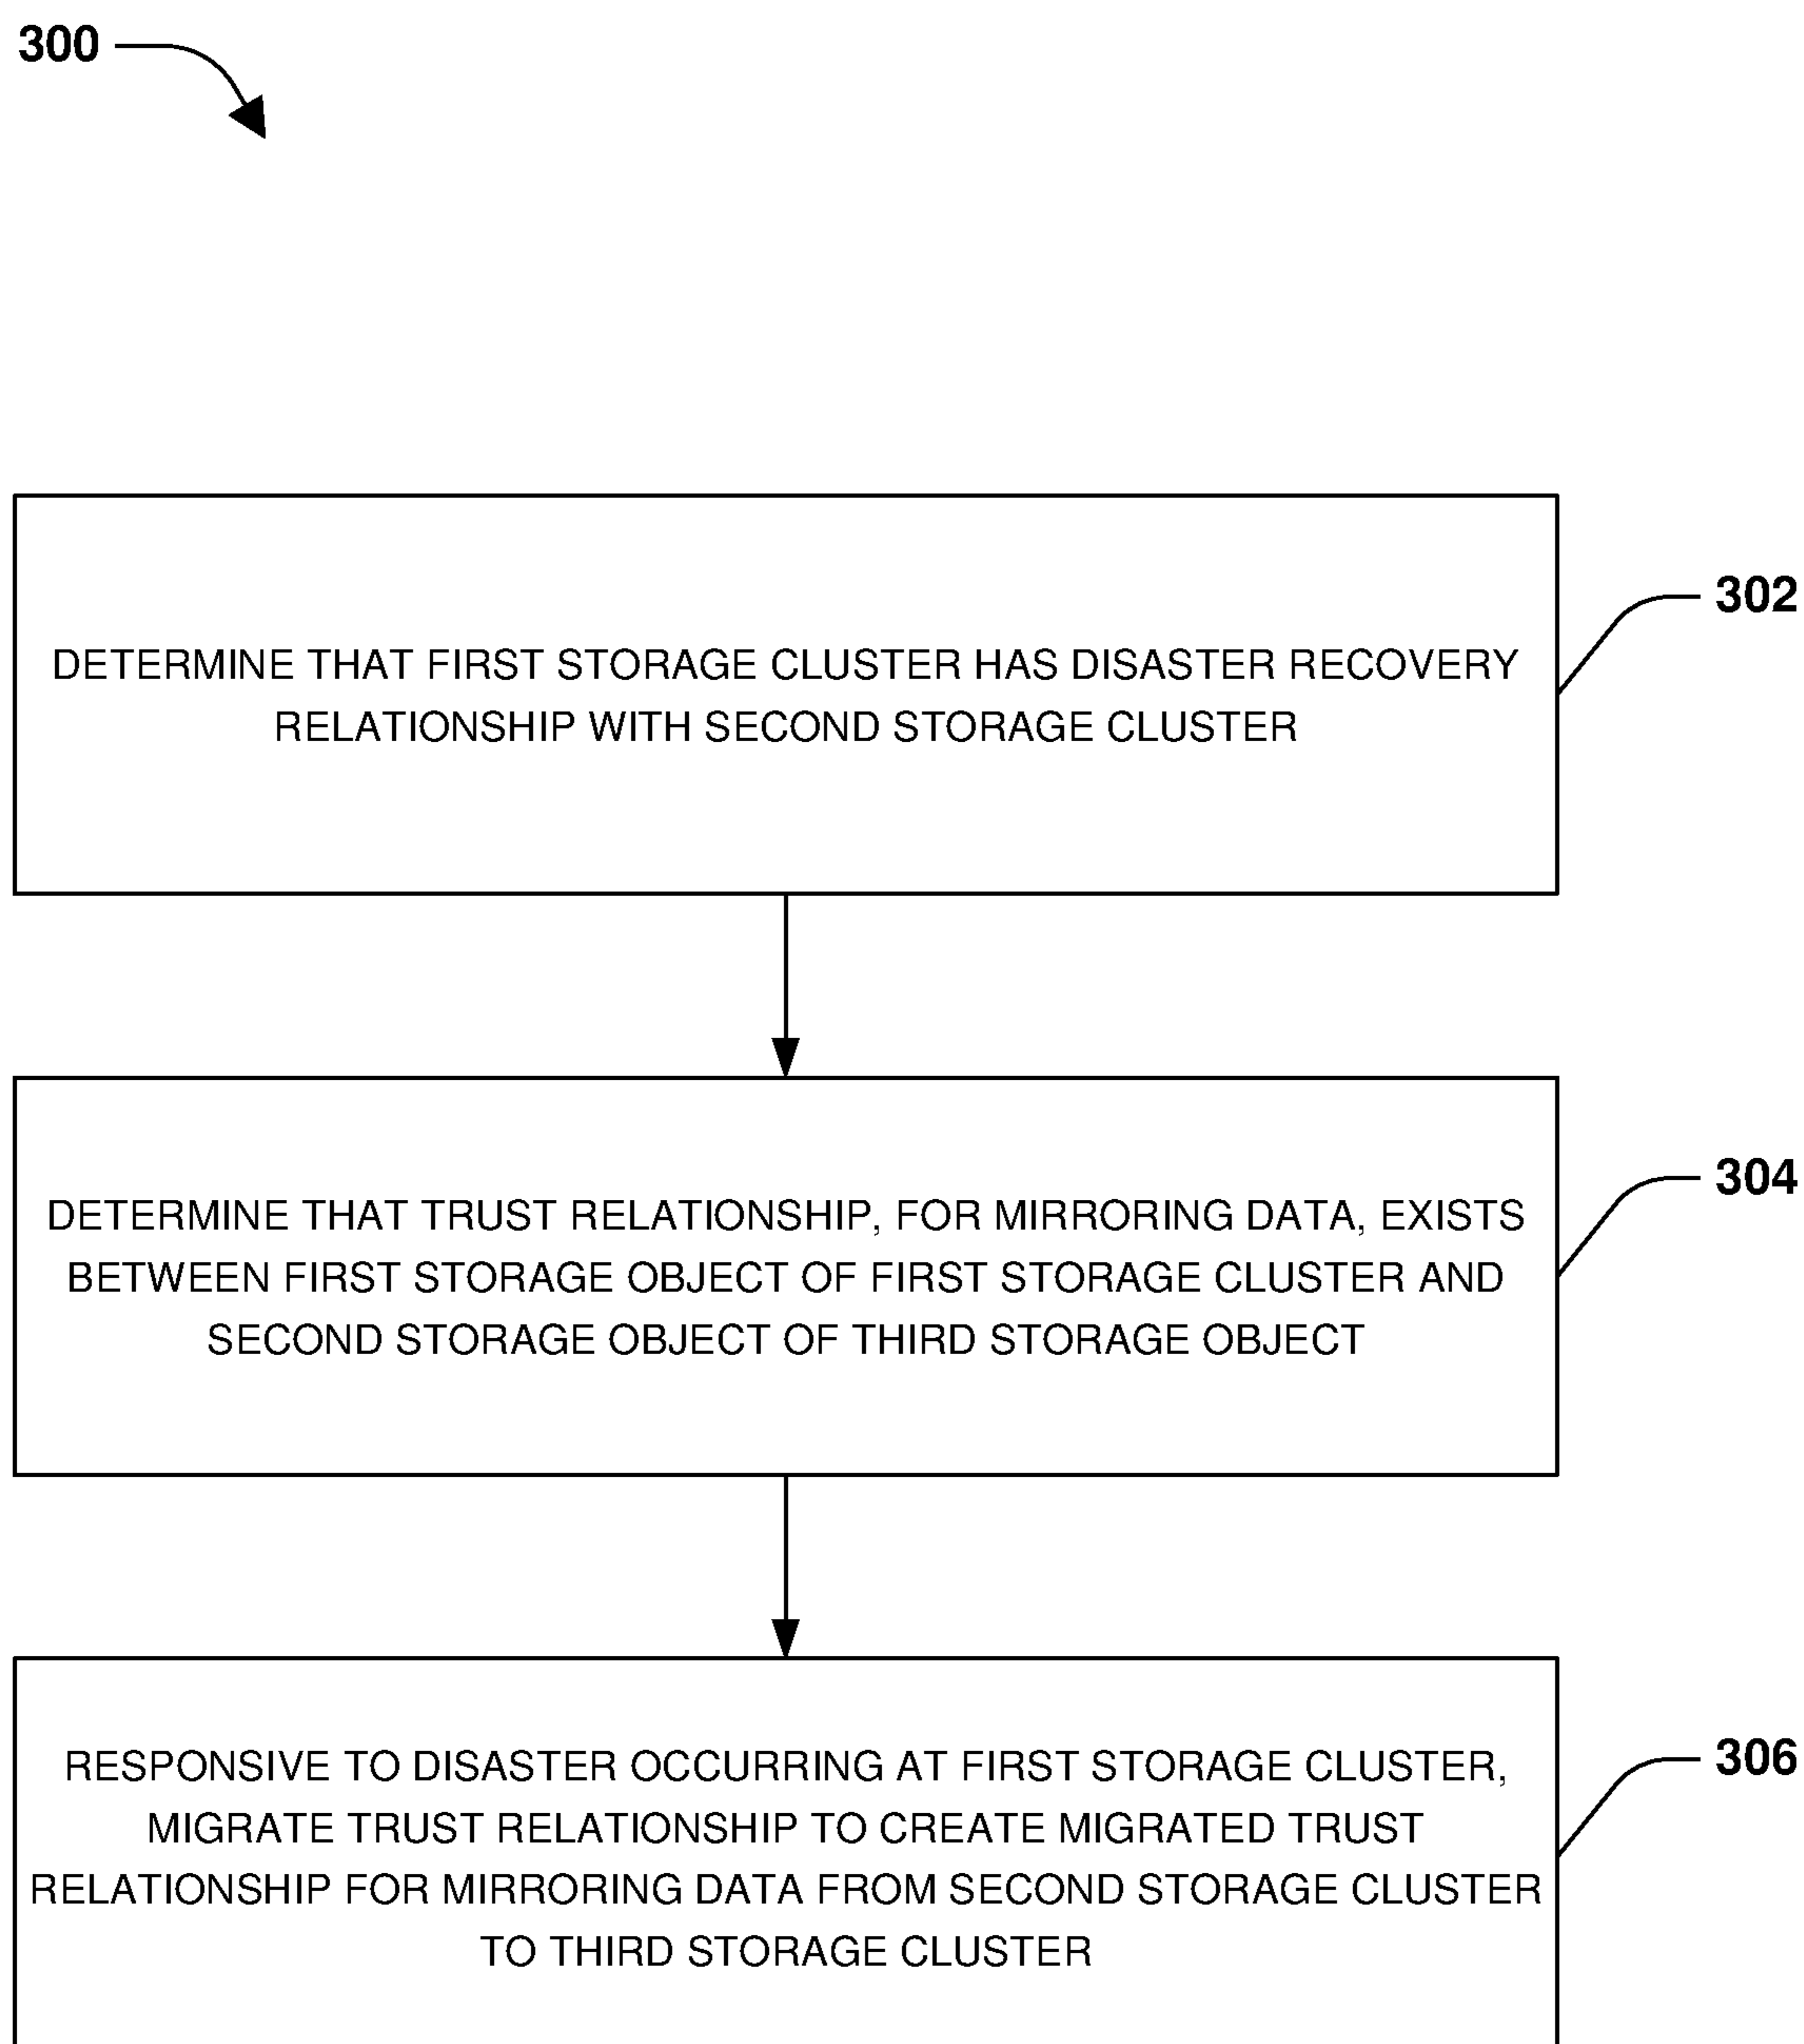 300
DETERMINE THAT FIRST STORAGE CLUSTER HAS DISASTER RECOVERY
RELATIONSHIP WITH SECOND STORAGE CLUSTER
302
DETERMINE THAT TRUST RELATIONSHIP, FOR MIRRORING DATA, EXISTS
BETWEEN FIRST STORAGE OBJECT OF FIRST STORAGE CLUSTER AND
SECOND STORAGE OBJECT OF THIRD STORAGE OBJECT
304
RESPONSIVE TO DISASTER OCCURRING AT FIRST STORAGE CLUSTER,
MIGRATE TRUST RELATIONSHIP TO CREATE MIGRATED TRUST
RELATIONSHIP FOR MIRRORING DATA FROM SECOND STORAGE CLUSTER
TO THIRD STORAGE CLUSTER
306